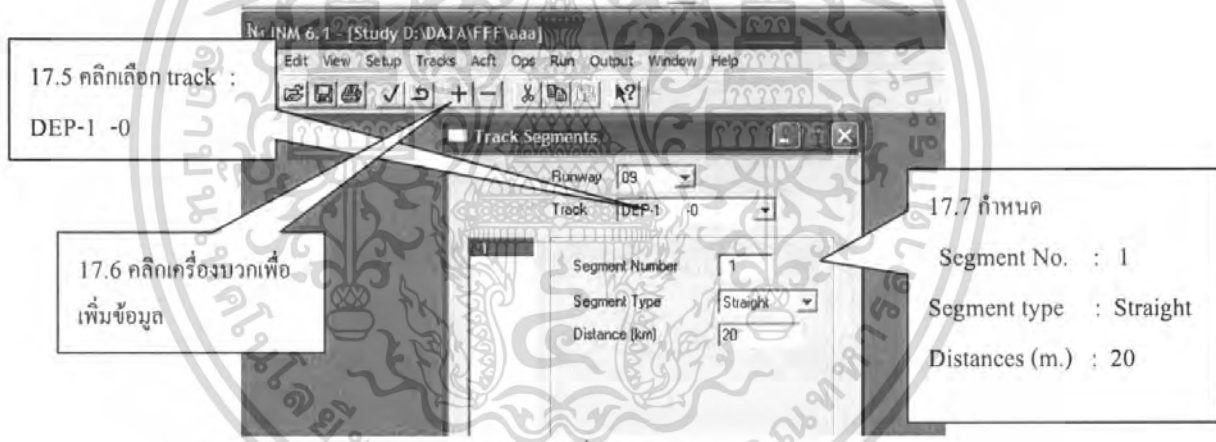 INM 6.1 - [Study D:\DATA\FFF\aaa]
Edit View Setup Tracks Acft Ops Run Output Window Help
17.5 คลิกเลือก track :
DEP-1 -0
Track Segments
Runway 09
Track DEP-1 -0
17.6 คลิกเครื่องบวกเพื่อ
เพิ่มข้อมูล
Segment Number 1
Segment Type Straight
Distance (km) 20
17.7 กำหนด
Segment No. : 1
Segment type : Straight
Distances (m.) : 20